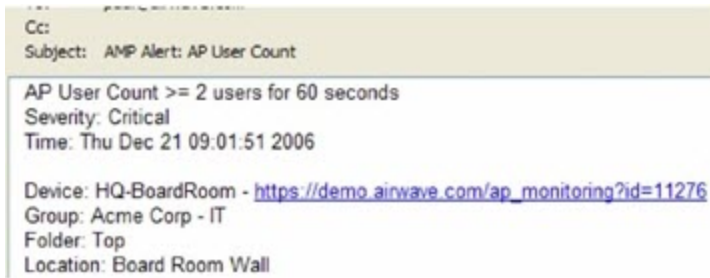 Cc:
Subject: AMP Alert: AP User Count
AP User Count >= 2 users for 60 seconds
Severity: Critical
Time: Thu Dec 21 09:01:51 2006
Device: HQ-BoardRoom - https://demo.airwave.com/ap_monitoring?id=11276
Group: Acme Corp - IT
Folder: Top
Location: Board Room Wall